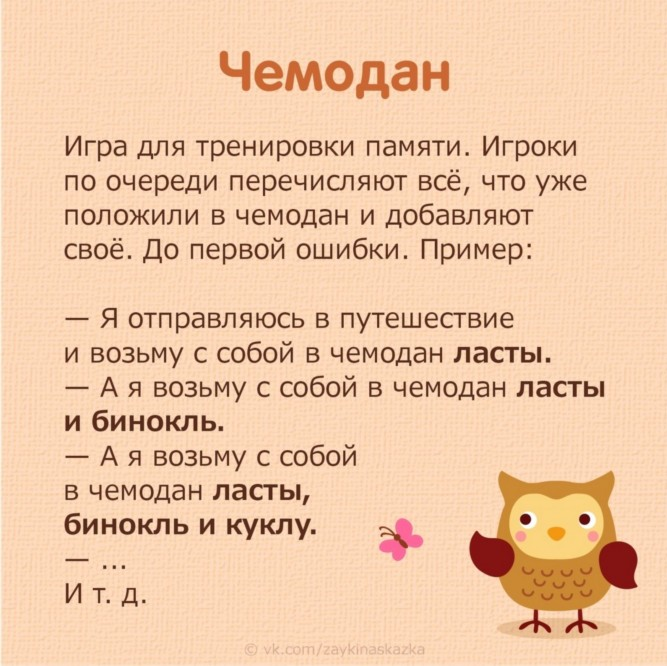 Чемодан
Игра для тренировки памяти. Игроки
по очереди перечисляют всё, что уже
положили в чемодан и добавляют
своё. До первой ошибки. Пример:
— Я отправляюсь в путешествие
и возьму с собой в чемодан ласты.
— А я возьму с собой в чемодан ласты
и бинокль.
— А я возьму с собой
в чемодан ласты,
бинокль и куклу.
— ...
И т. д.
© vk.com/zaykinaskazka